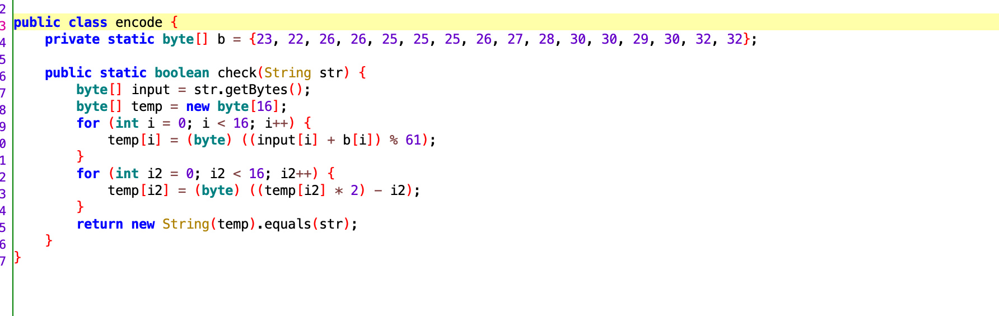 2
3 public class encode {
4     private static byte[] b = {23, 22, 26, 26, 25, 25, 25, 26, 27, 28, 30, 30, 29, 30, 32, 32};
5
6     public static boolean check(String str) {
7         byte[] input = str.getBytes();
8         byte[] temp = new byte[16];
9         for (int i = 0; i < 16; i++) {
0             temp[i] = (byte) ((input[i] + b[i]) % 61);
1         }
2         for (int i2 = 0; i2 < 16; i2++) {
3             temp[i2] = (byte) ((temp[i2] * 2) - i2);
4         }
5         return new String(temp).equals(str);
6     }
7 }